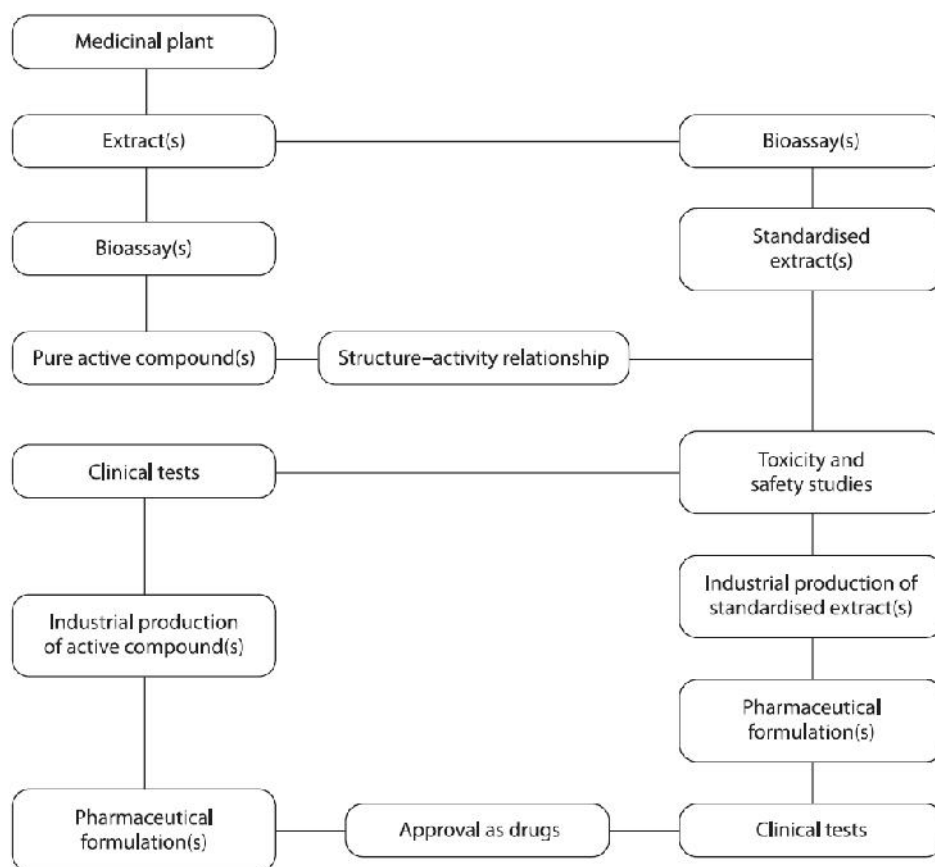 Medicinal plant
Extract(s)
Bioassay(s)
Bioassay(s)
Standardised
extract(s)
Pure active compound(s)
Structure–activity relationship
Clinical tests
Toxicity and
safety studies
Industrial production of
standardised extract(s)
Industrial production
of active compound(s)
Pharmaceutical
formulation(s)
Pharmaceutical
formulation(s)
Approval as drugs
Clinical tests